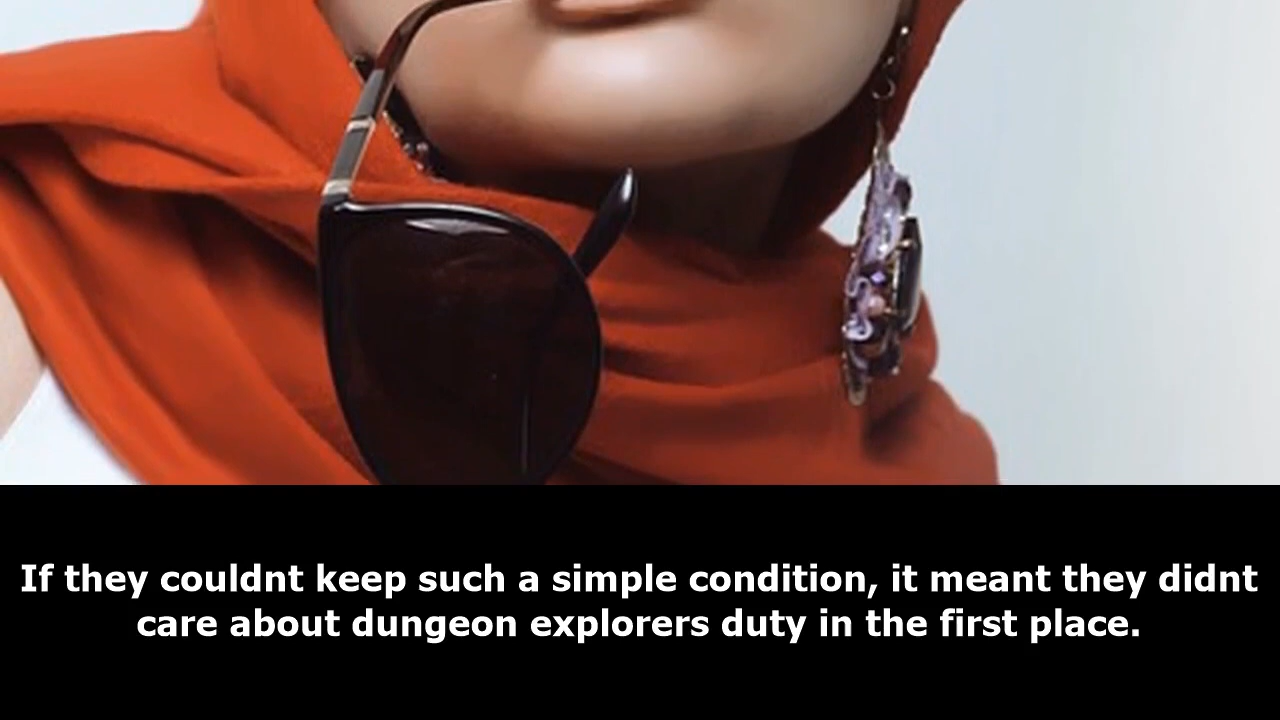 If they couldnt keep such a simple condition, it meant they didnt
care about dungeon explorers duty in the first place.